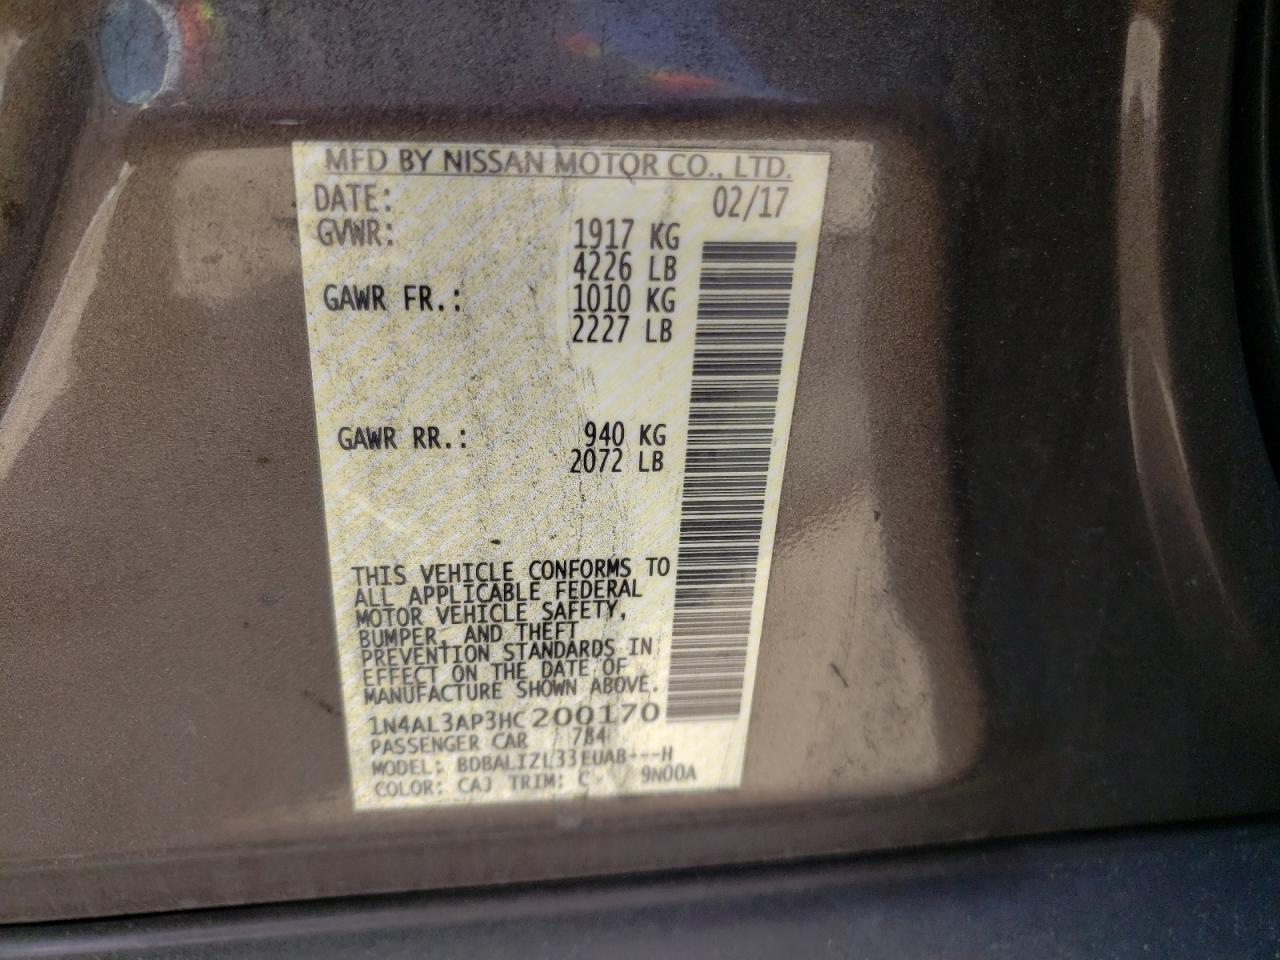 MFD BY NISSAN MOTOR CO., LTD.
DATE: 02/17
GVWR: 1917 KG
4226 LB
GAWR FR.: 1010 KG
2227 LB
GAWR RR.: 940 KG
2072 LB
THIS VEHICLE CONFORMS TO
ALL APPLICABLE FEDERAL
MOTOR VEHICLE SAFETY,
BUMPER, AND THEFT
PREVENTION STANDARDS IN
EFFECT ON THE DATE OF
MANUFACTURE SHOWN ABOVE.
1N4AL3AP3HC200170
PASSENGER CAR 784
MODEL: BDBALIZL33EUAB---H
COLOR: CAJ TRIM: C 9N00A